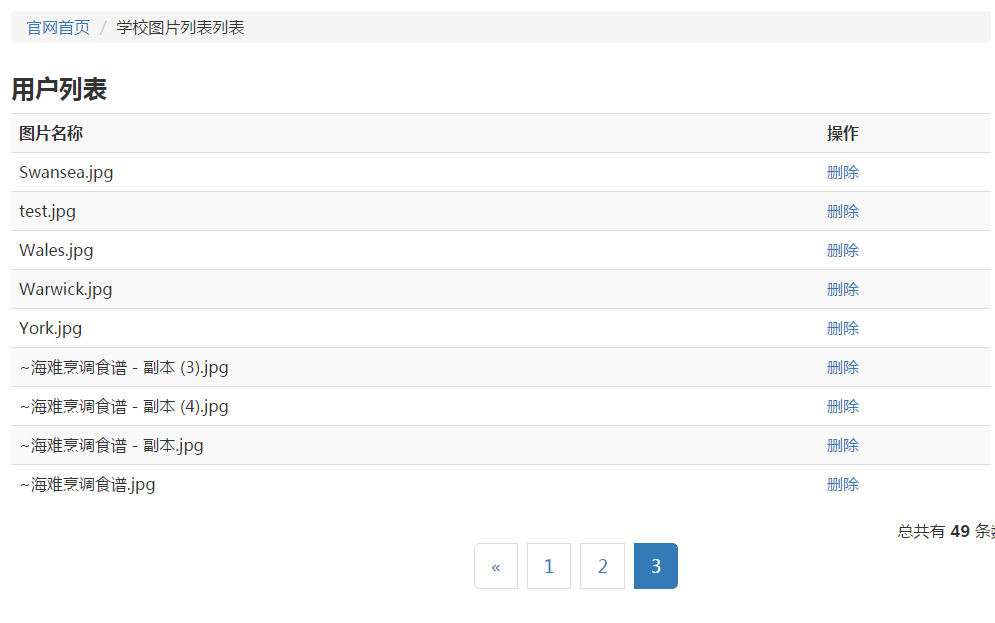 官网首页 / 学校图片列表列表
用户列表
图片名称 操作
Swansea.jpg 删除
test.jpg 删除
Wales.jpg 删除
Warwick.jpg 删除
York.jpg 删除
~海难烹调食谱 - 副本 (3).jpg 删除
~海难烹调食谱 - 副本 (4).jpg 删除
~海难烹调食谱 - 副本.jpg 删除
~海难烹调食谱.jpg 删除
总共有 49 条
« 1 2 3